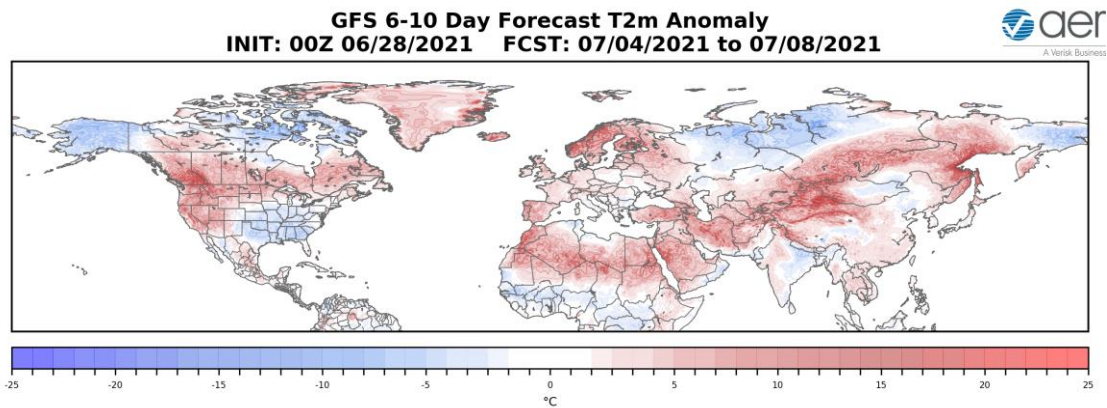 GFS 6-10 Day Forecast T2m Anomaly
INIT: 00Z 06/28/2021 FCST: 07/04/2021 to 07/08/2021
aer
A Verisk Business
-25 -20 -15 -10 -5 0 5 10 15 20 25
°C